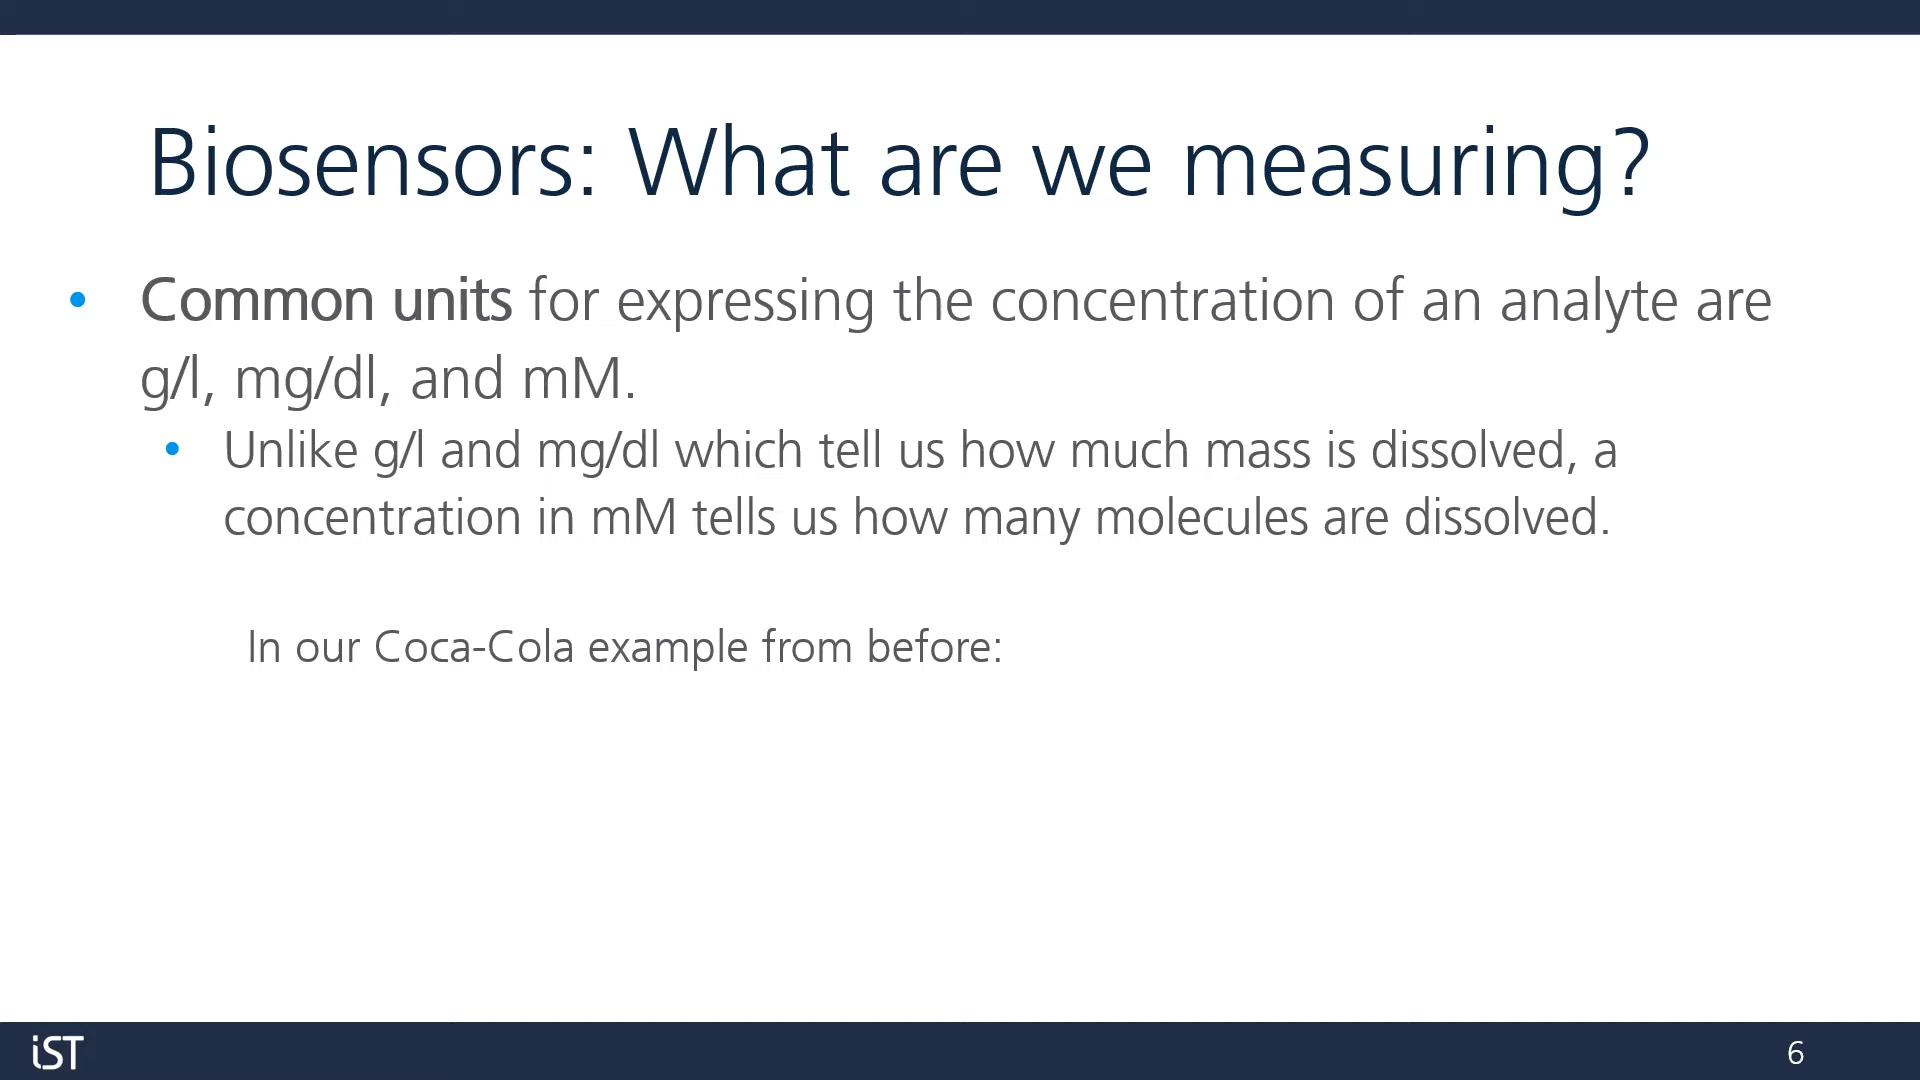 Biosensors: What are we measuring?
• Common units for expressing the concentration of an analyte are
g/l, mg/dl, and mM.
• Unlike g/l and mg/dl which tell us how much mass is dissolved, a
concentration in mM tells us how many molecules are dissolved.
In our Coca-Cola example from before:
iST
6